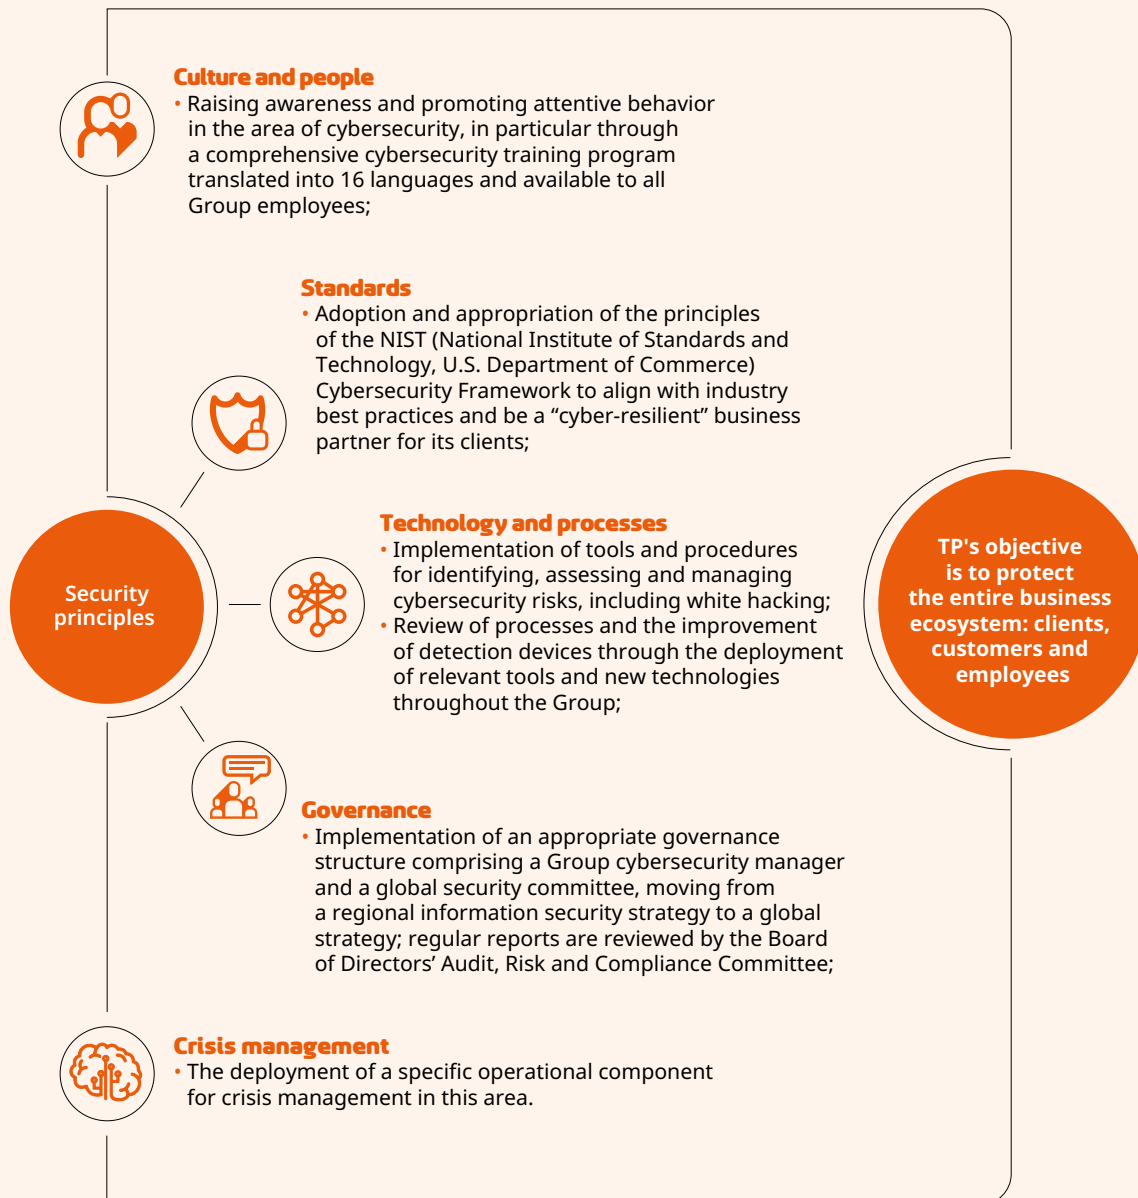 Culture and people
• Raising awareness and promoting attentive behavior
in the area of cybersecurity, in particular through
a comprehensive cybersecurity training program
translated into 16 languages and available to all
Group employees;
Standards
• Adoption and appropriation of the principles
of the NIST (National Institute of Standards and
Technology, U.S. Department of Commerce)
Cybersecurity Framework to align with industry
best practices and be a “cyber-resilient” business
partner for its clients;
Security
principles
Technology and processes
• Implementation of tools and procedures
for identifying, assessing and managing
cybersecurity risks, including white hacking;
• Review of processes and the improvement
of detection devices through the deployment
of relevant tools and new technologies
throughout the Group;
TP's objective
is to protect
the entire business
ecosystem: clients,
customers and
employees
Governance
• Implementation of an appropriate governance
structure comprising a Group cybersecurity manager
and a global security committee, moving from
a regional information security strategy to a global
strategy; regular reports are reviewed by the Board
of Directors’ Audit, Risk and Compliance Committee;
Crisis management
• The deployment of a specific operational component
for crisis management in this area.